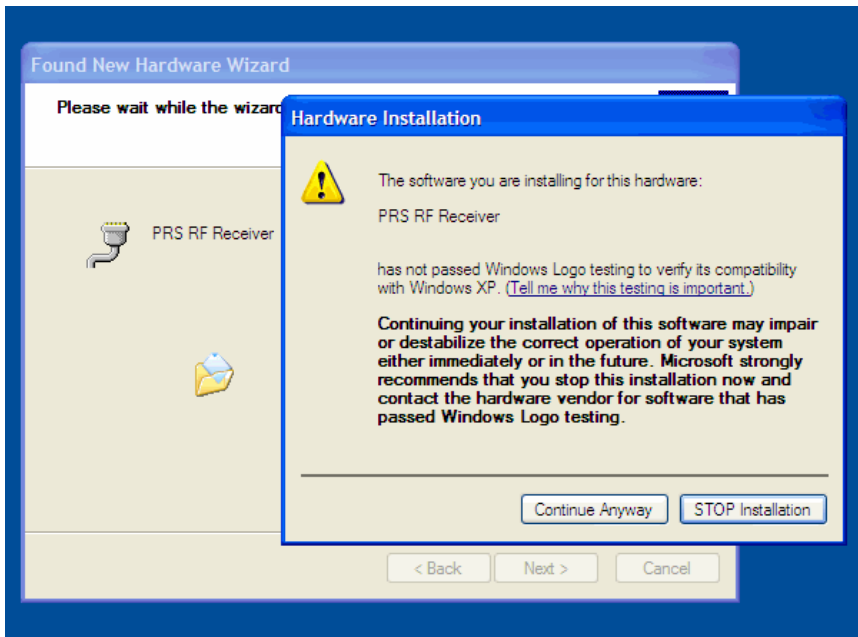 Found New Hardware Wizard
Please wait while the wizard
Hardware Installation
The software you are installing for this hardware:
PRS RF Receiver
PRS RF Receiver
has not passed Windows Logo testing to verify its compatibility
with Windows XP. (Tell me why this testing is important.)
Continuing your installation of this software may impair
or destabilize the correct operation of your system
either immediately or in the future. Microsoft strongly
recommends that you stop this installation now and
contact the hardware vendor for software that has
passed Windows Logo testing.
Continue Anyway
STOP Installation
< Back
Next >
Cancel